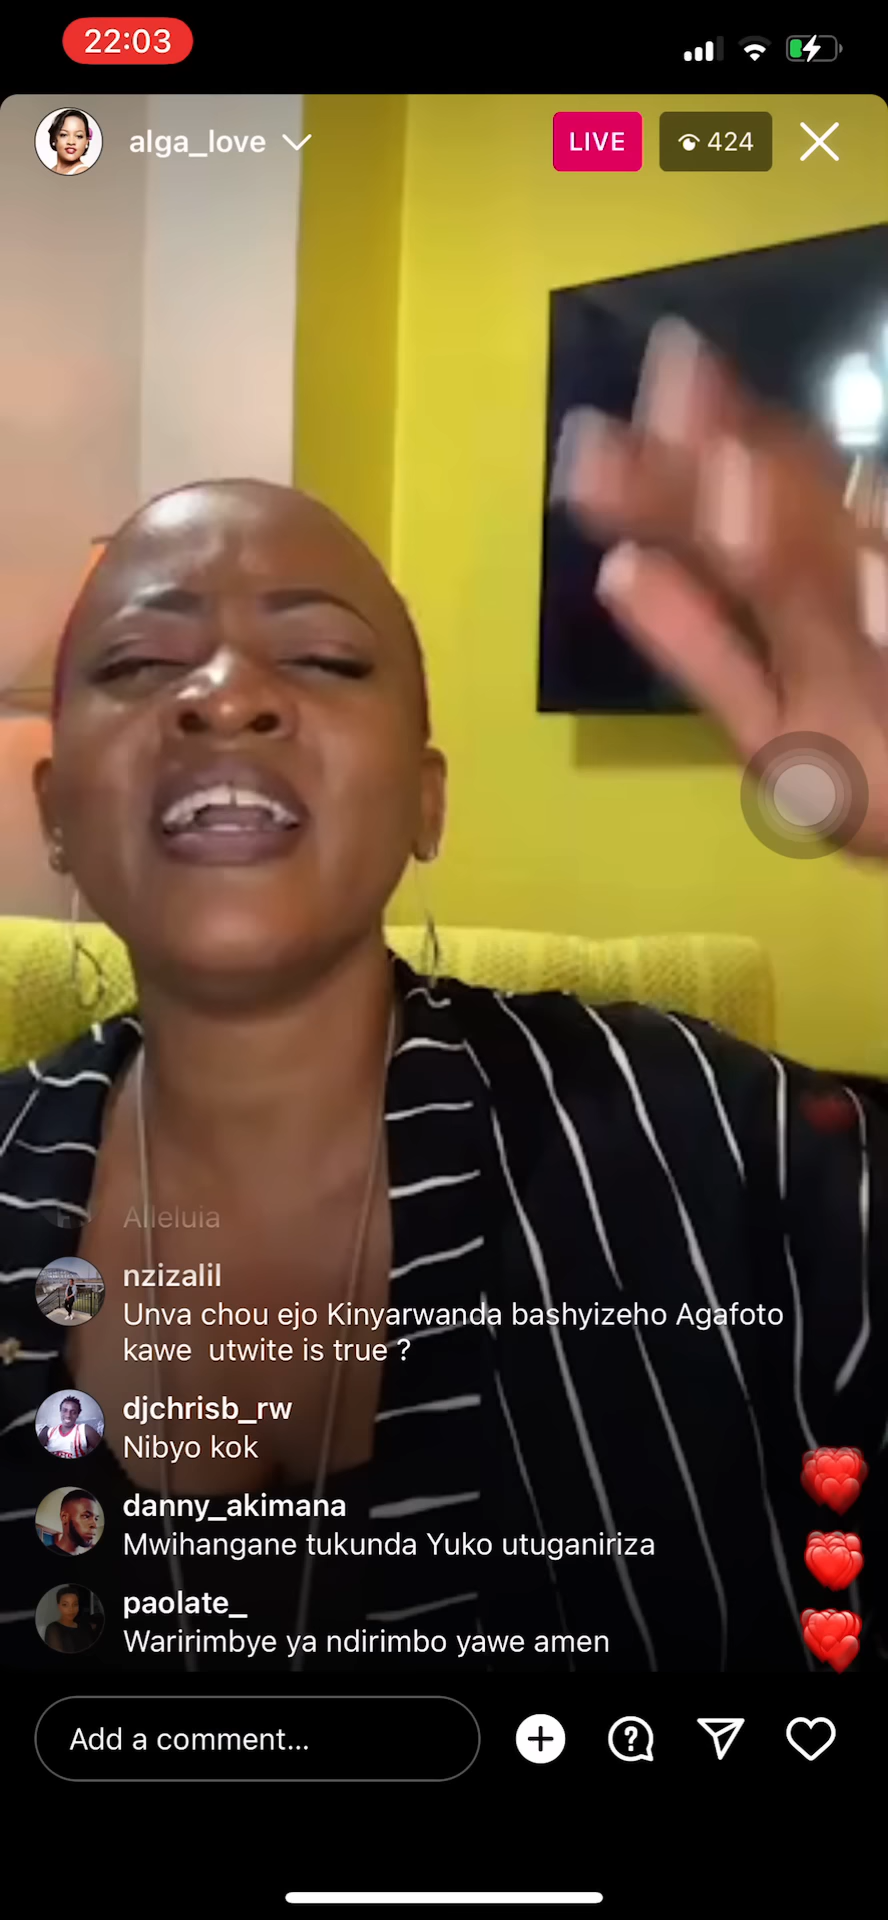 22:03
alga_love
LIVE
424
Alleluia
nzizalil
Unva chou ejo Kinyarwanda bashyizeho Agafoto
kawe utwite is true ?
djchrisb_rw
Nibyo kok
danny_akimana
Mwihangane tukunda Yuko utuganiriza
paolate_
Waririmbye ya ndirimbo yawe amen
Add a comment...